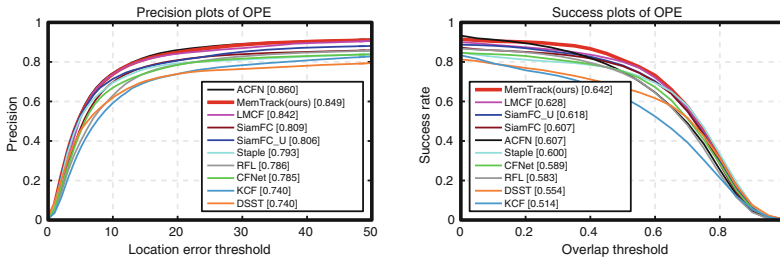 Precision plots of OPE
Precision
1
0.8
0.6
0.4
0.2
0
0 10 20 30 40 50
Location error threshold
ACFN [0.860]
MemTrack(ours) [0.849]
LMCF [0.842]
SiamFC [0.809]
SiamFC_U [0.806]
Staple [0.793]
RFL [0.786]
CFNet [0.785]
KCF [0.740]
DSST [0.740]
Success plots of OPE
Success rate
1
0.8
0.6
0.4
0.2
0
0 0.2 0.4 0.6 0.8
Overlap threshold
MemTrack(ours) [0.642]
LMCF [0.628]
SiamFC_U [0.618]
SiamFC [0.607]
ACFN [0.607]
Staple [0.600]
CFNet [0.589]
RFL [0.583]
DSST [0.554]
KCF [0.514]